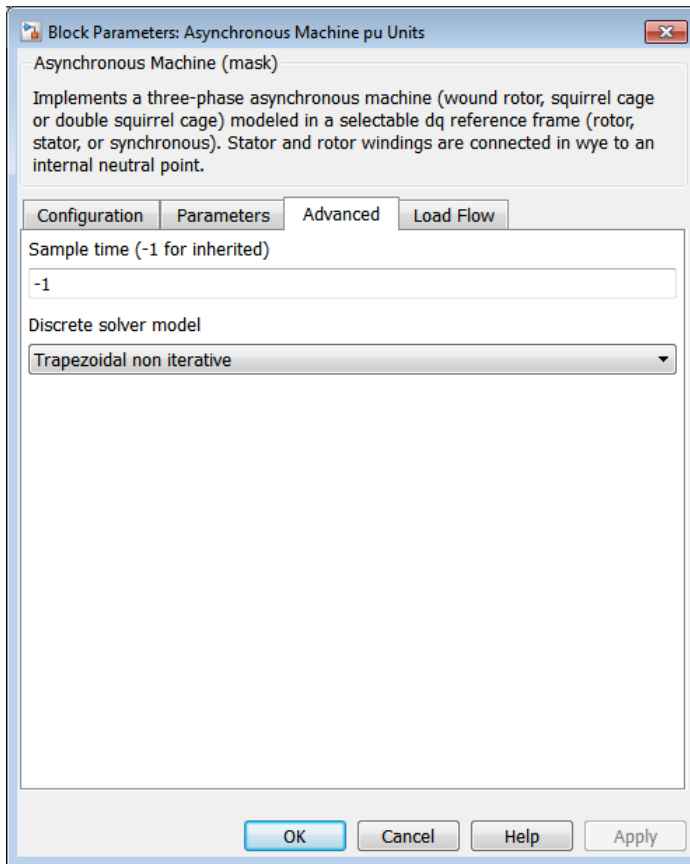 Block Parameters: Asynchronous Machine pu Units
Asynchronous Machine (mask)
Implements a three-phase asynchronous machine (wound rotor, squirrel cage
or double squirrel cage) modeled in a selectable dq reference frame (rotor,
stator, or synchronous). Stator and rotor windings are connected in wye to an
internal neutral point.
Configuration Parameters Advanced Load Flow
Sample time (-1 for inherited)
-1
Discrete solver model
Trapezoidal non iterative
OK Cancel Help Apply